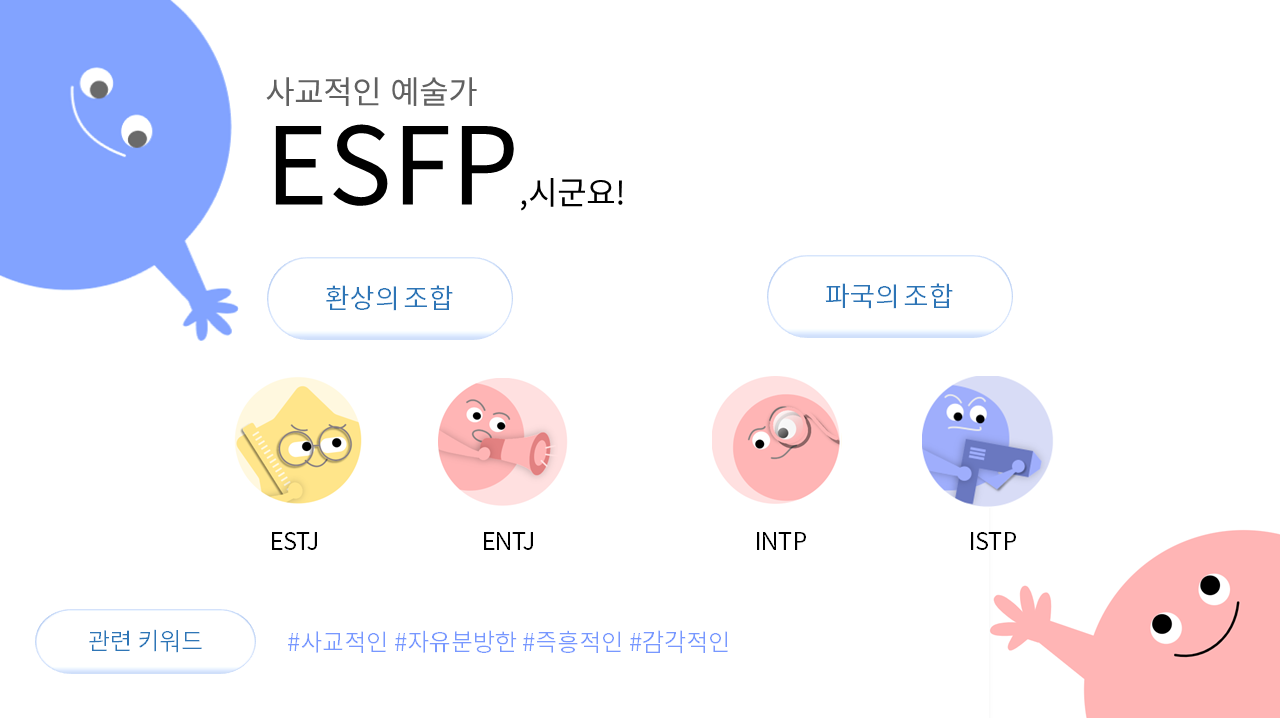 사교적인 예술가
ESFP,시군요!
환상의 조합
파국의 조합
ESTJ
ENTJ
INTP
ISTP
관련 키워드
#사교적인 #자유분방한 #즉흥적인 #감각적인